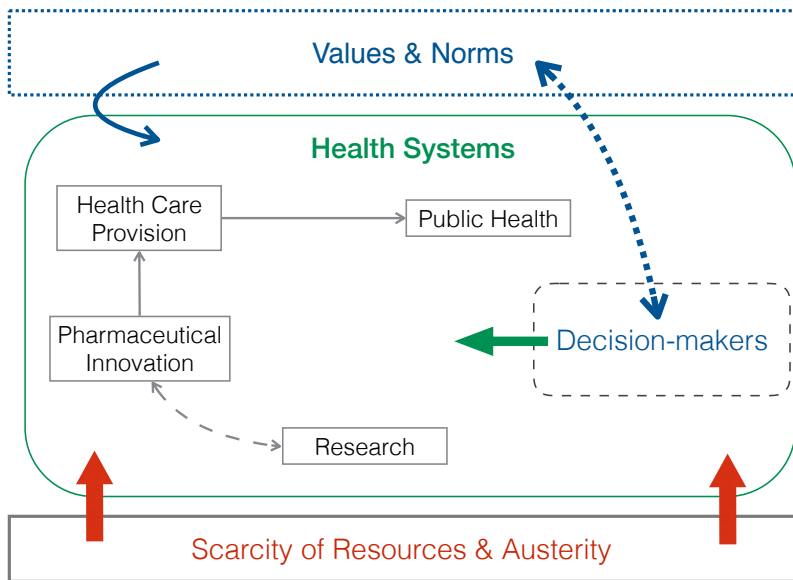 Values & Norms
Health Systems
Health Care
Provision
Public Health
Pharmaceutical
Innovation
Decision-makers
Research
Scarcity of Resources & Austerity